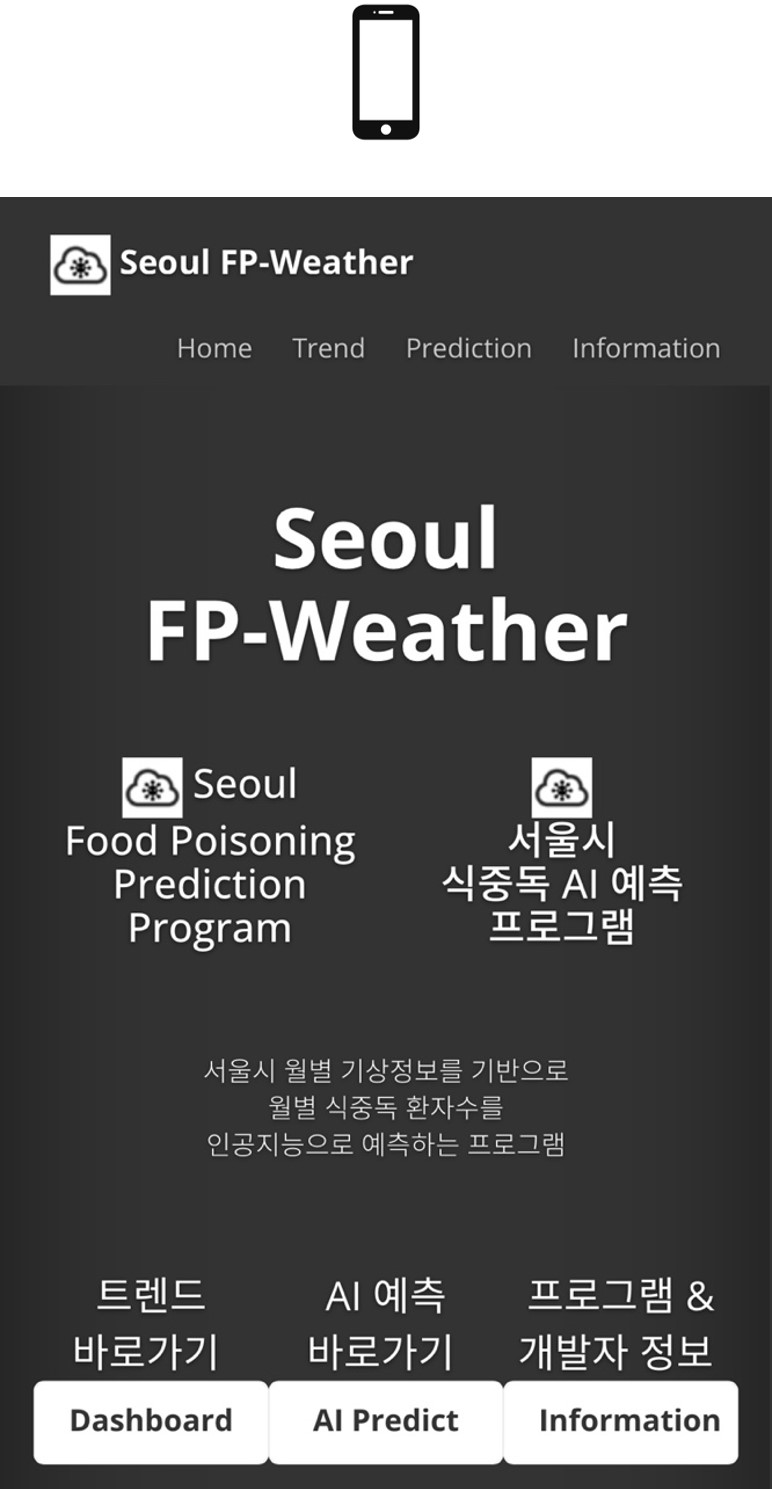 Seoul FP-Weather
Home Trend Prediction Information
Seoul
FP-Weather
Seoul
Food Poisoning
Prediction
Program
서울시
식중독 AI 예측
프로그램
서울시 월별 기상정보를 기반으로
월별 식중독 환자수를
인공지능으로 예측하는 프로그램
트렌드
바로가기
Dashboard
AI 예측
바로가기
AI Predict
프로그램 &
개발자 정보
Information